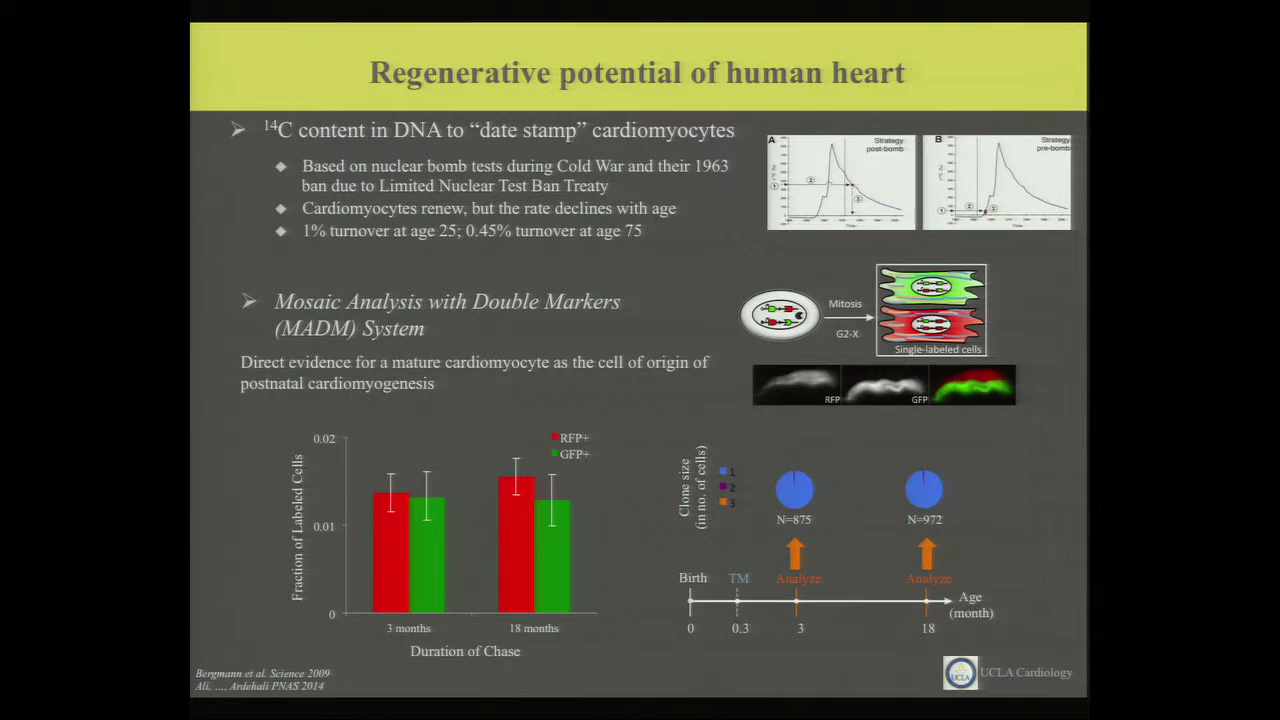 Regenerative potential of human heart
➢ ¹⁴C content in DNA to “date stamp” cardiomyocytes
◆ Based on nuclear bomb tests during Cold War and their 1963
ban due to Limited Nuclear Test Ban Treaty
◆ Cardiomyocytes renew, but the rate declines with age
◆ 1% turnover at age 25; 0.45% turnover at age 75
A
Strategy
post-bomb
1
2
3
B
Strategy
pre-bomb
1
2
3
➢ Mosaic Analysis with Double Markers
(MADM) System
Direct evidence for a mature cardiomyocyte as the cell of origin of
postnatal cardiomyogenesis
Mitosis
G2-X
Single-labeled cells
RFP
GFP
Fraction of Labeled Cells
0.02
0.01
0
RFP+
GFP+
3 months
18 months
Duration of Chase
Clone size
(in no. of cells)
1
2
3
N=875
N=972
Birth
TM
Analyze
Analyze
Age
(month)
0
0.3
3
18
Bergmann et al. Science 2009
Ali, ..., Ardehali PNAS 2014
UCLA
UCLA Cardiology